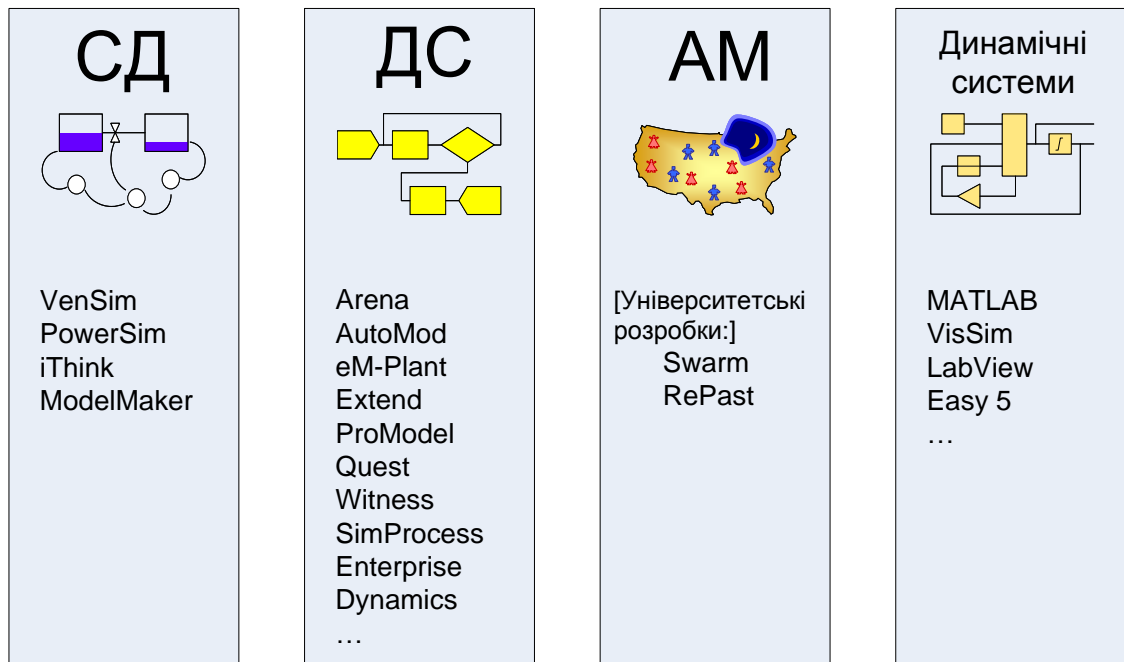 СД
VenSim
PowerSim
iThink
ModelMaker
ДС
Arena
AutoMod
eM-Plant
Extend
ProModel
Quest
Witness
SimProcess
Enterprise
Dynamics
…
АМ
[Університетські
розробки:]
Swarm
RePast
Динамічні
системи
∫
MATLAB
VisSim
LabView
Easy 5
…